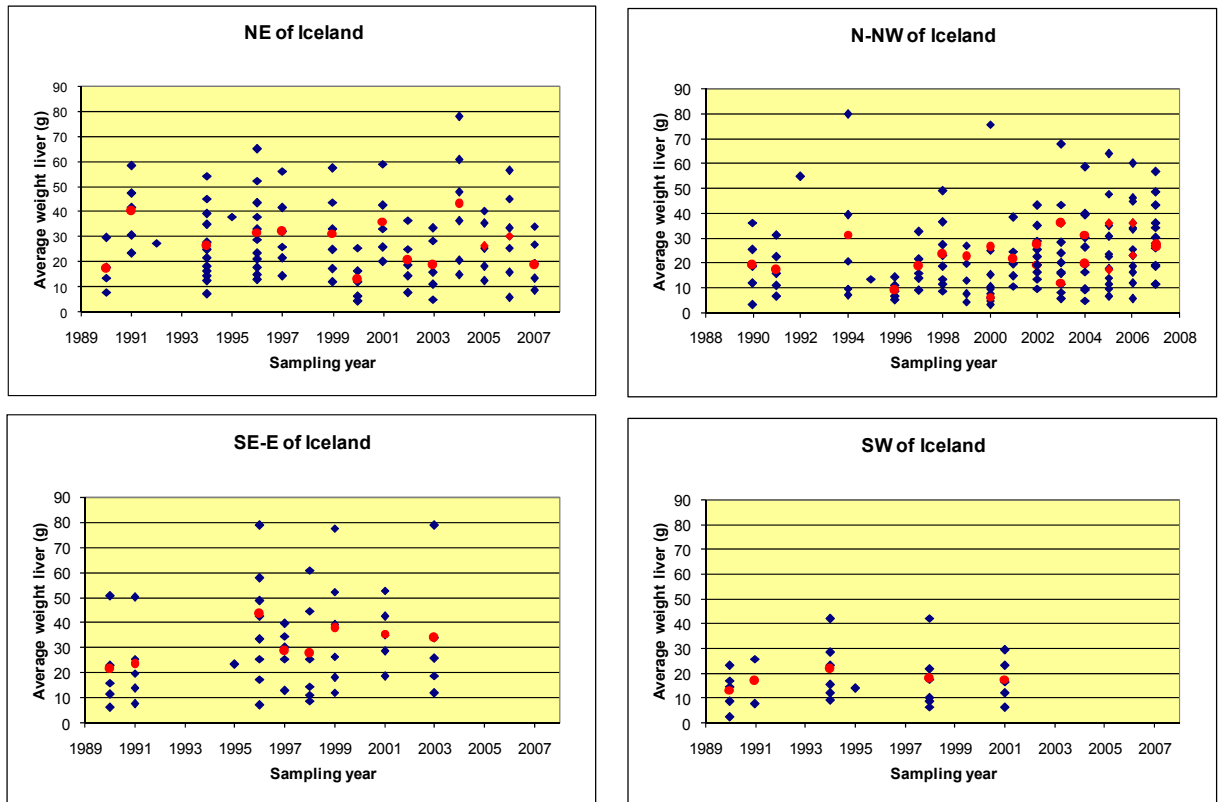 NE of Iceland
Average weight liver (g)
90
80
70
60
50
40
30
20
10
0
1989 1991 1993 1995 1997 1999 2001 2003 2005 2007
Sampling year
N-NW of Iceland
Average weight liver (g)
90
80
70
60
50
40
30
20
10
0
1988 1990 1992 1994 1996 1998 2000 2002 2004 2006 2008
Sampling year
SE-E of Iceland
Average weight liver (g)
90
80
70
60
50
40
30
20
10
0
1989 1991 1993 1995 1997 1999 2001 2003 2005 2007
Sampling year
SW of Iceland
Average weight liver (g)
90
80
70
60
50
40
30
20
10
0
1989 1991 1993 1995 1997 1999 2001 2003 2005 2007
Sampling year